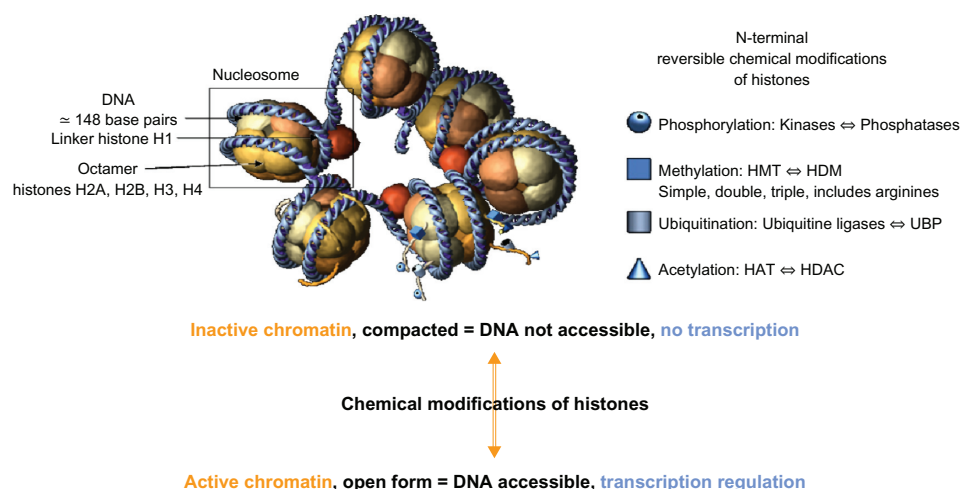 Nucleosome
DNA
≃ 148 base pairs
Linker histone H1
Octamer
histones H2A, H2B, H3, H4
N-terminal
reversible chemical modifications
of histones
Phosphorylation: Kinases ⇔ Phosphatases
Methylation: HMT ⇔ HDM
Simple, double, triple, includes arginines
Ubiquitination: Ubiquitine ligases ⇔ UBP
Acetylation: HAT ⇔ HDAC
Inactive chromatin, compacted = DNA not accessible, no transcription
Chemical modifications of histones
Active chromatin, open form = DNA accessible, transcription regulation